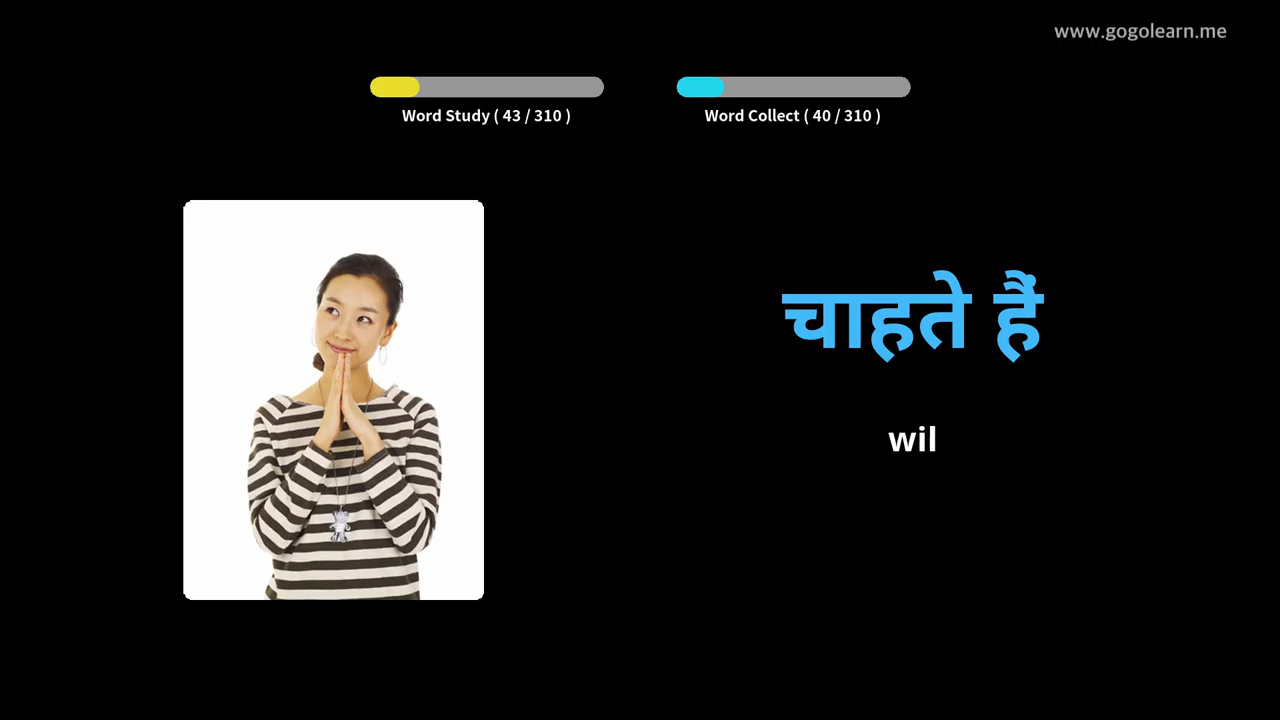 www.gogolearn.me
Word Study ( 43 / 310 )
Word Collect ( 40 / 310 )
चाहते हैं
wil